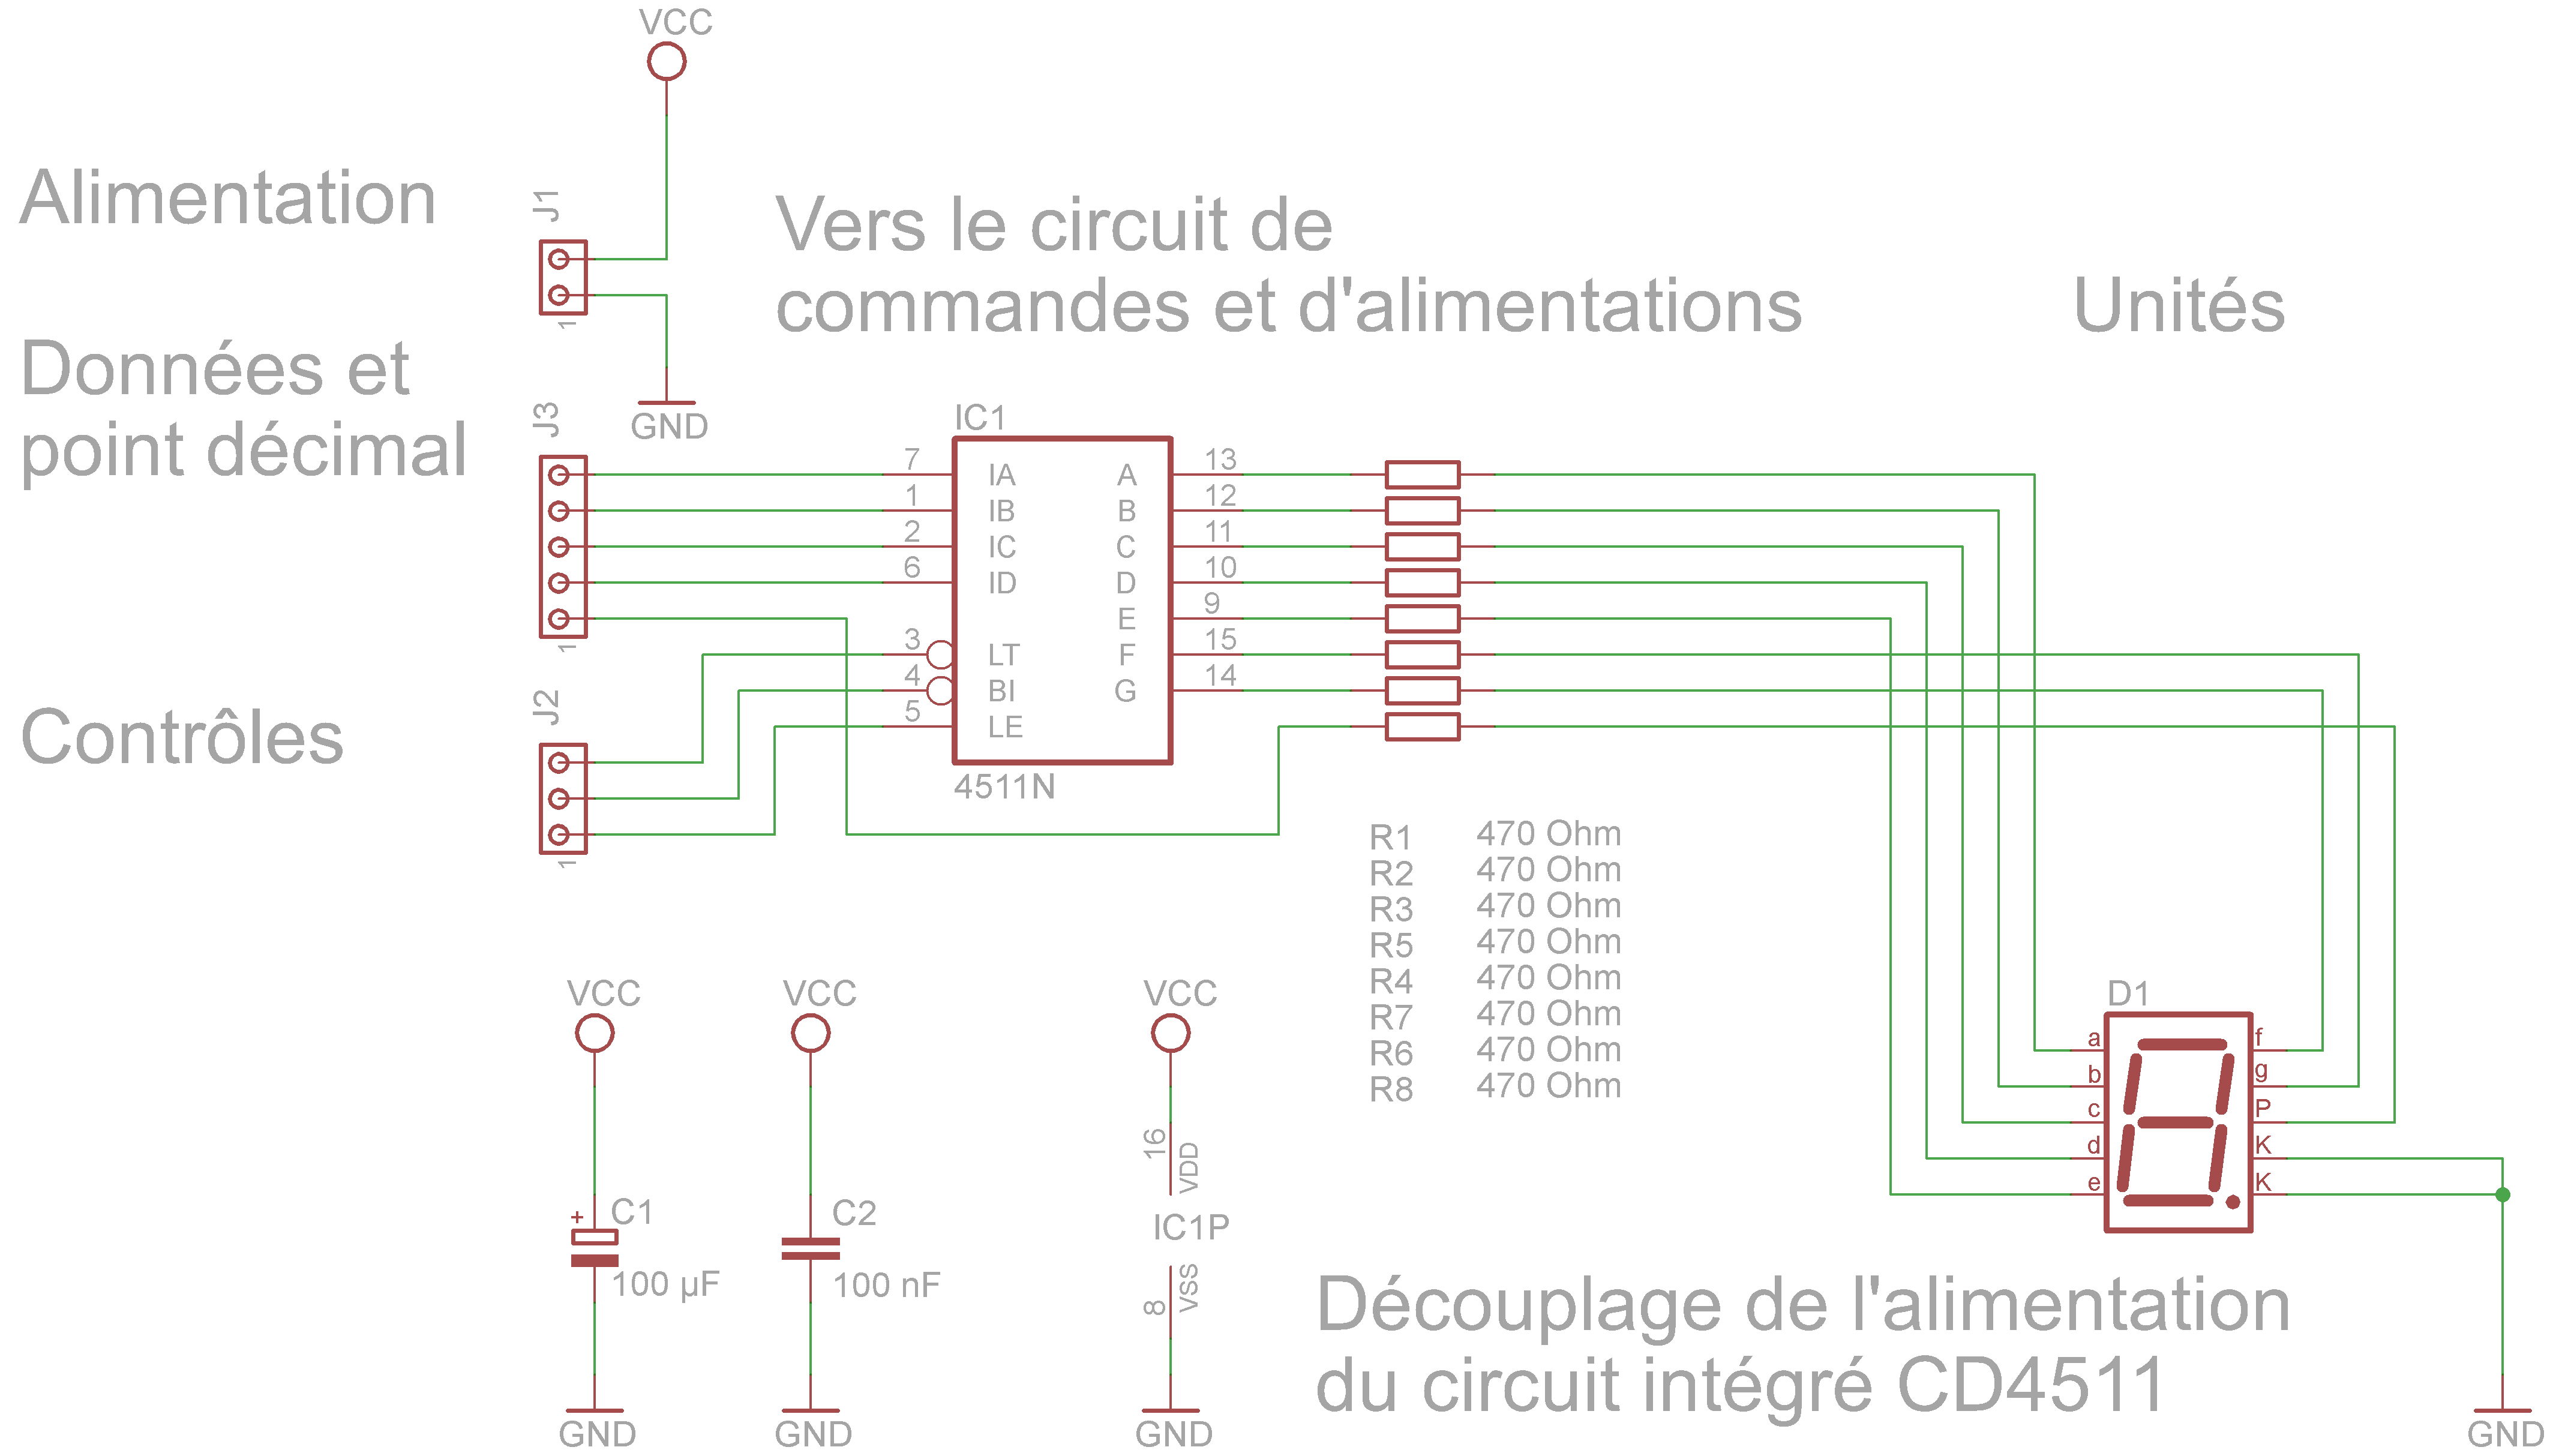 VCC
Alimentation
J1
1
Vers le circuit de
commandes et d'alimentations
Unités
Données et
point décimal
GND
J3
1
IC1
7 IA A 13
1 IB B 12
2 IC C 11
6 ID D 10
E 9
3 LT F 15
4 BI G 14
5 LE
4511N
Contrôles
J2
1
R1 470 Ohm
R2 470 Ohm
R3 470 Ohm
R5 470 Ohm
R4 470 Ohm
R7 470 Ohm
R6 470 Ohm
R8 470 Ohm
VCC
+ C1
100 µF
GND
VCC
C2
100 nF
GND
VCC
16 VDD
IC1P
8 VSS
GND
D1
a f
b g
c P
d K
e K
GND
Découplage de l'alimentation
du circuit intégré CD4511